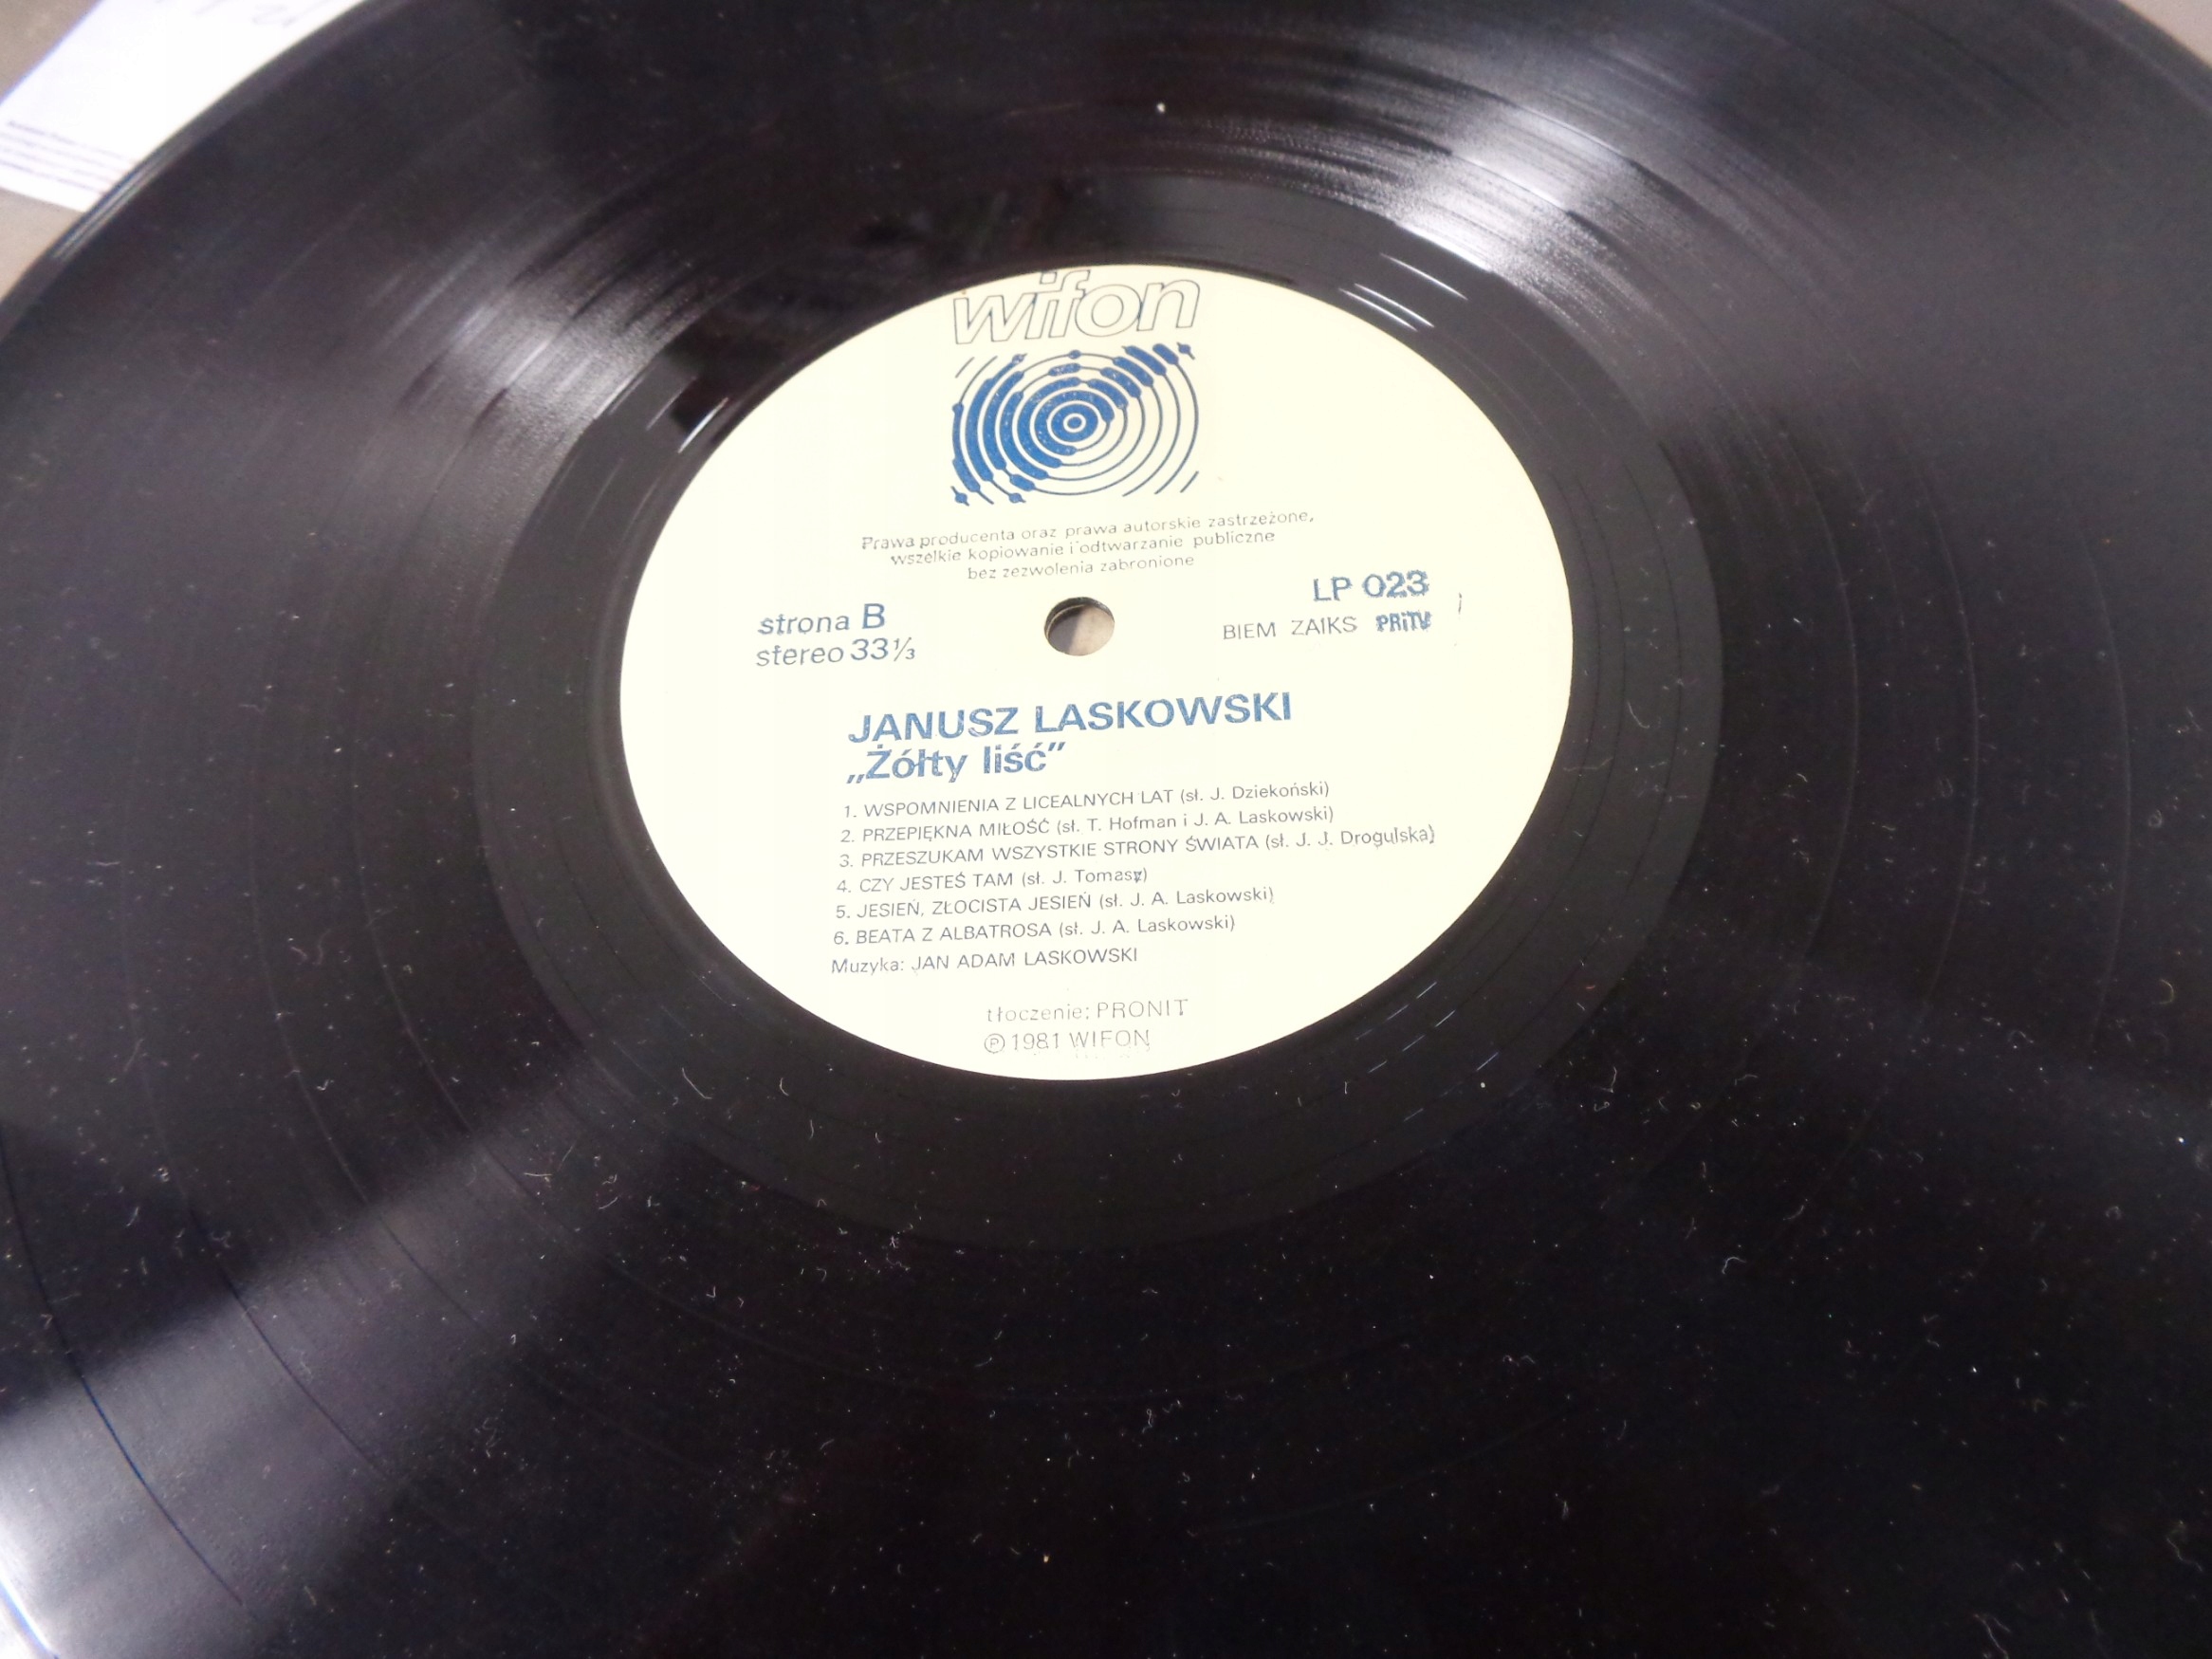 wifon
Prawa producenta oraz prawa autorskie zastrzeżone,
wszelkie kopiowanie i odtwarzanie publiczne
bez zezwolenia zabronione
strona B
stereo 33⅓
LP 023
BIEM ZAIKS PRiTV
JANUSZ LASKOWSKI
„Żółty liść”
1. WSPOMNIENIA Z LICEALNYCH LAT (sł. J. Dziekoński)
2. PRZEPIĘKNA MIŁOŚĆ (sł. T. Hofman i J. A. Laskowski)
3. PRZESZUKAM WSZYSTKIE STRONY ŚWIATA (sł. J. J. Drogulska)
4. CZY JESTEŚ TAM (sł. J. Tomasz)
5. JESIEŃ, ZŁOCISTA JESIEŃ (sł. J. A. Laskowski)
6. BEATA Z ALBATROSA (sł. J. A. Laskowski)
Muzyka: JAN ADAM LASKOWSKI
tłoczenie: PRONIT
℗ 1981 WIFON